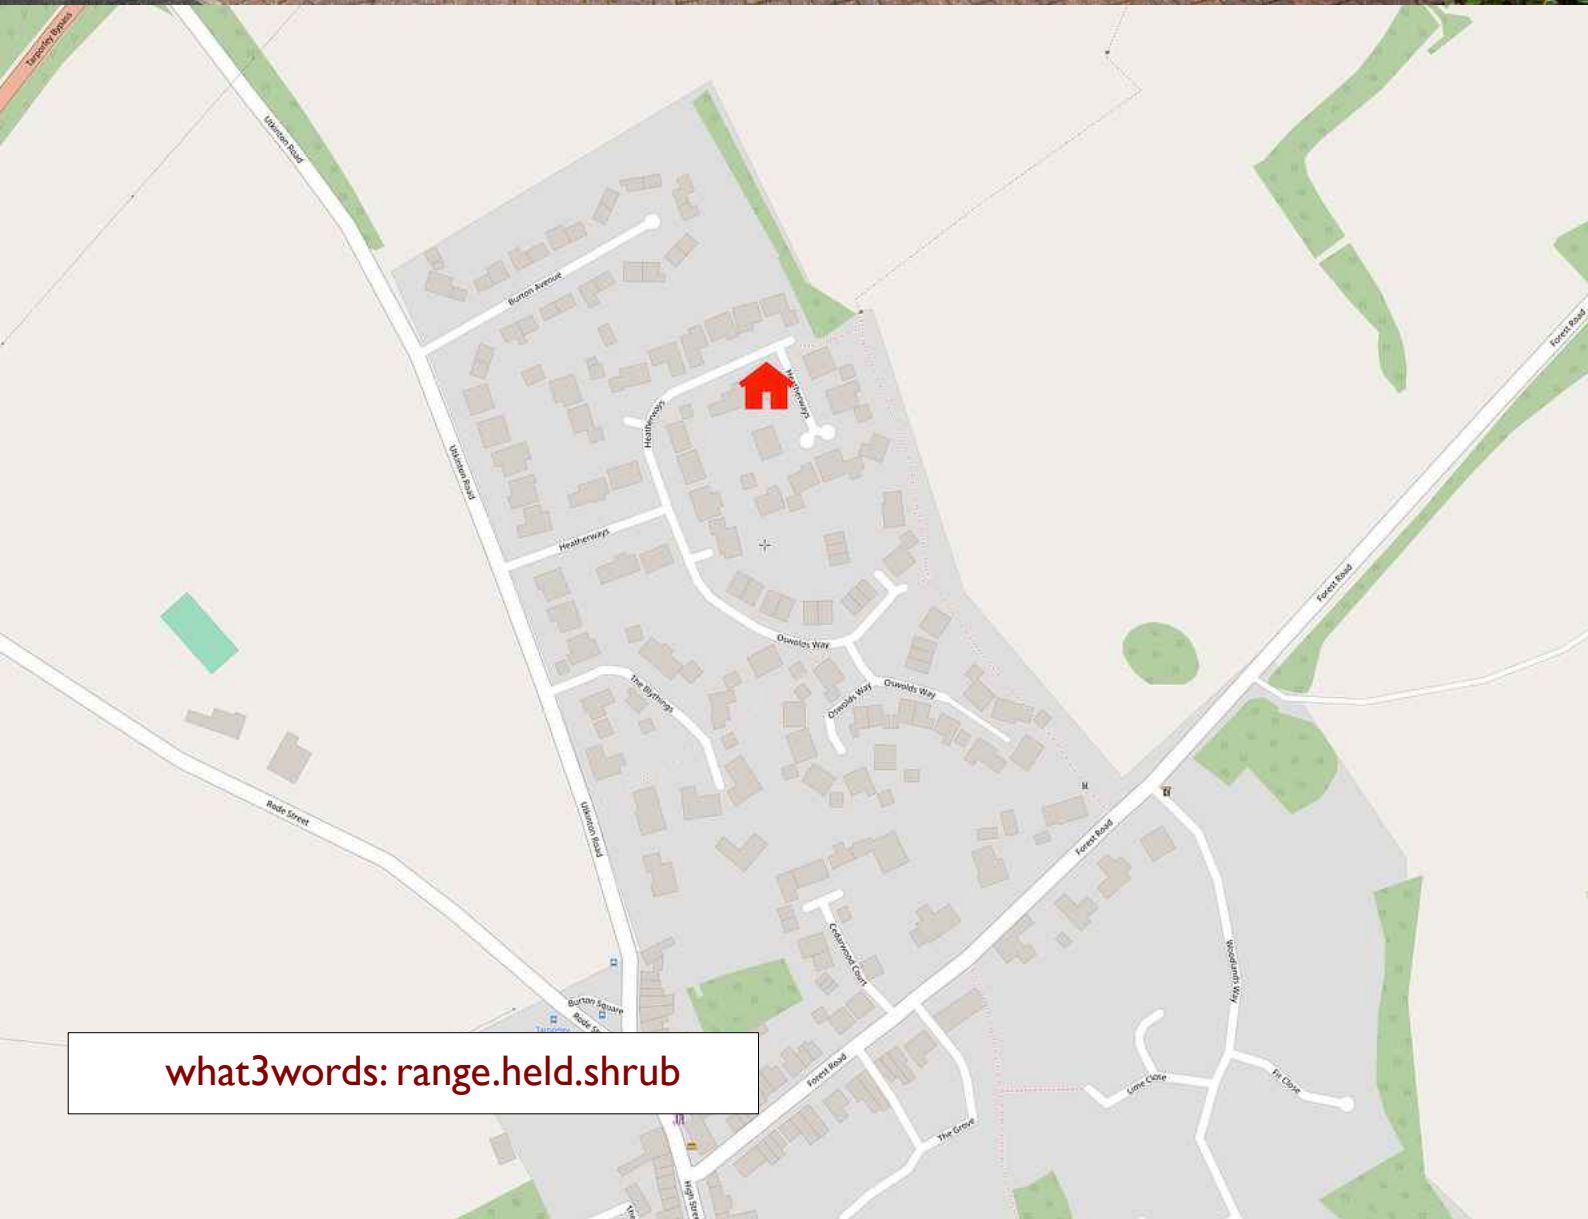 Tarporley Bypass
Utkinton Road
Burton Avenue
Heatherways
Heatherways
Forest Road
Utkinton Road
Heatherways
Forest Road
Oswolds Way
The Blythings
Oswolds Way
Oswolds Way
Rode Street
Utkinton Road
Forest Road
Cedarwood Court
Woodlands Way
Burton Square
Tarporley
what3words: range.held.shrub
Forest Road
Lime Close
Fir Close
The Grove